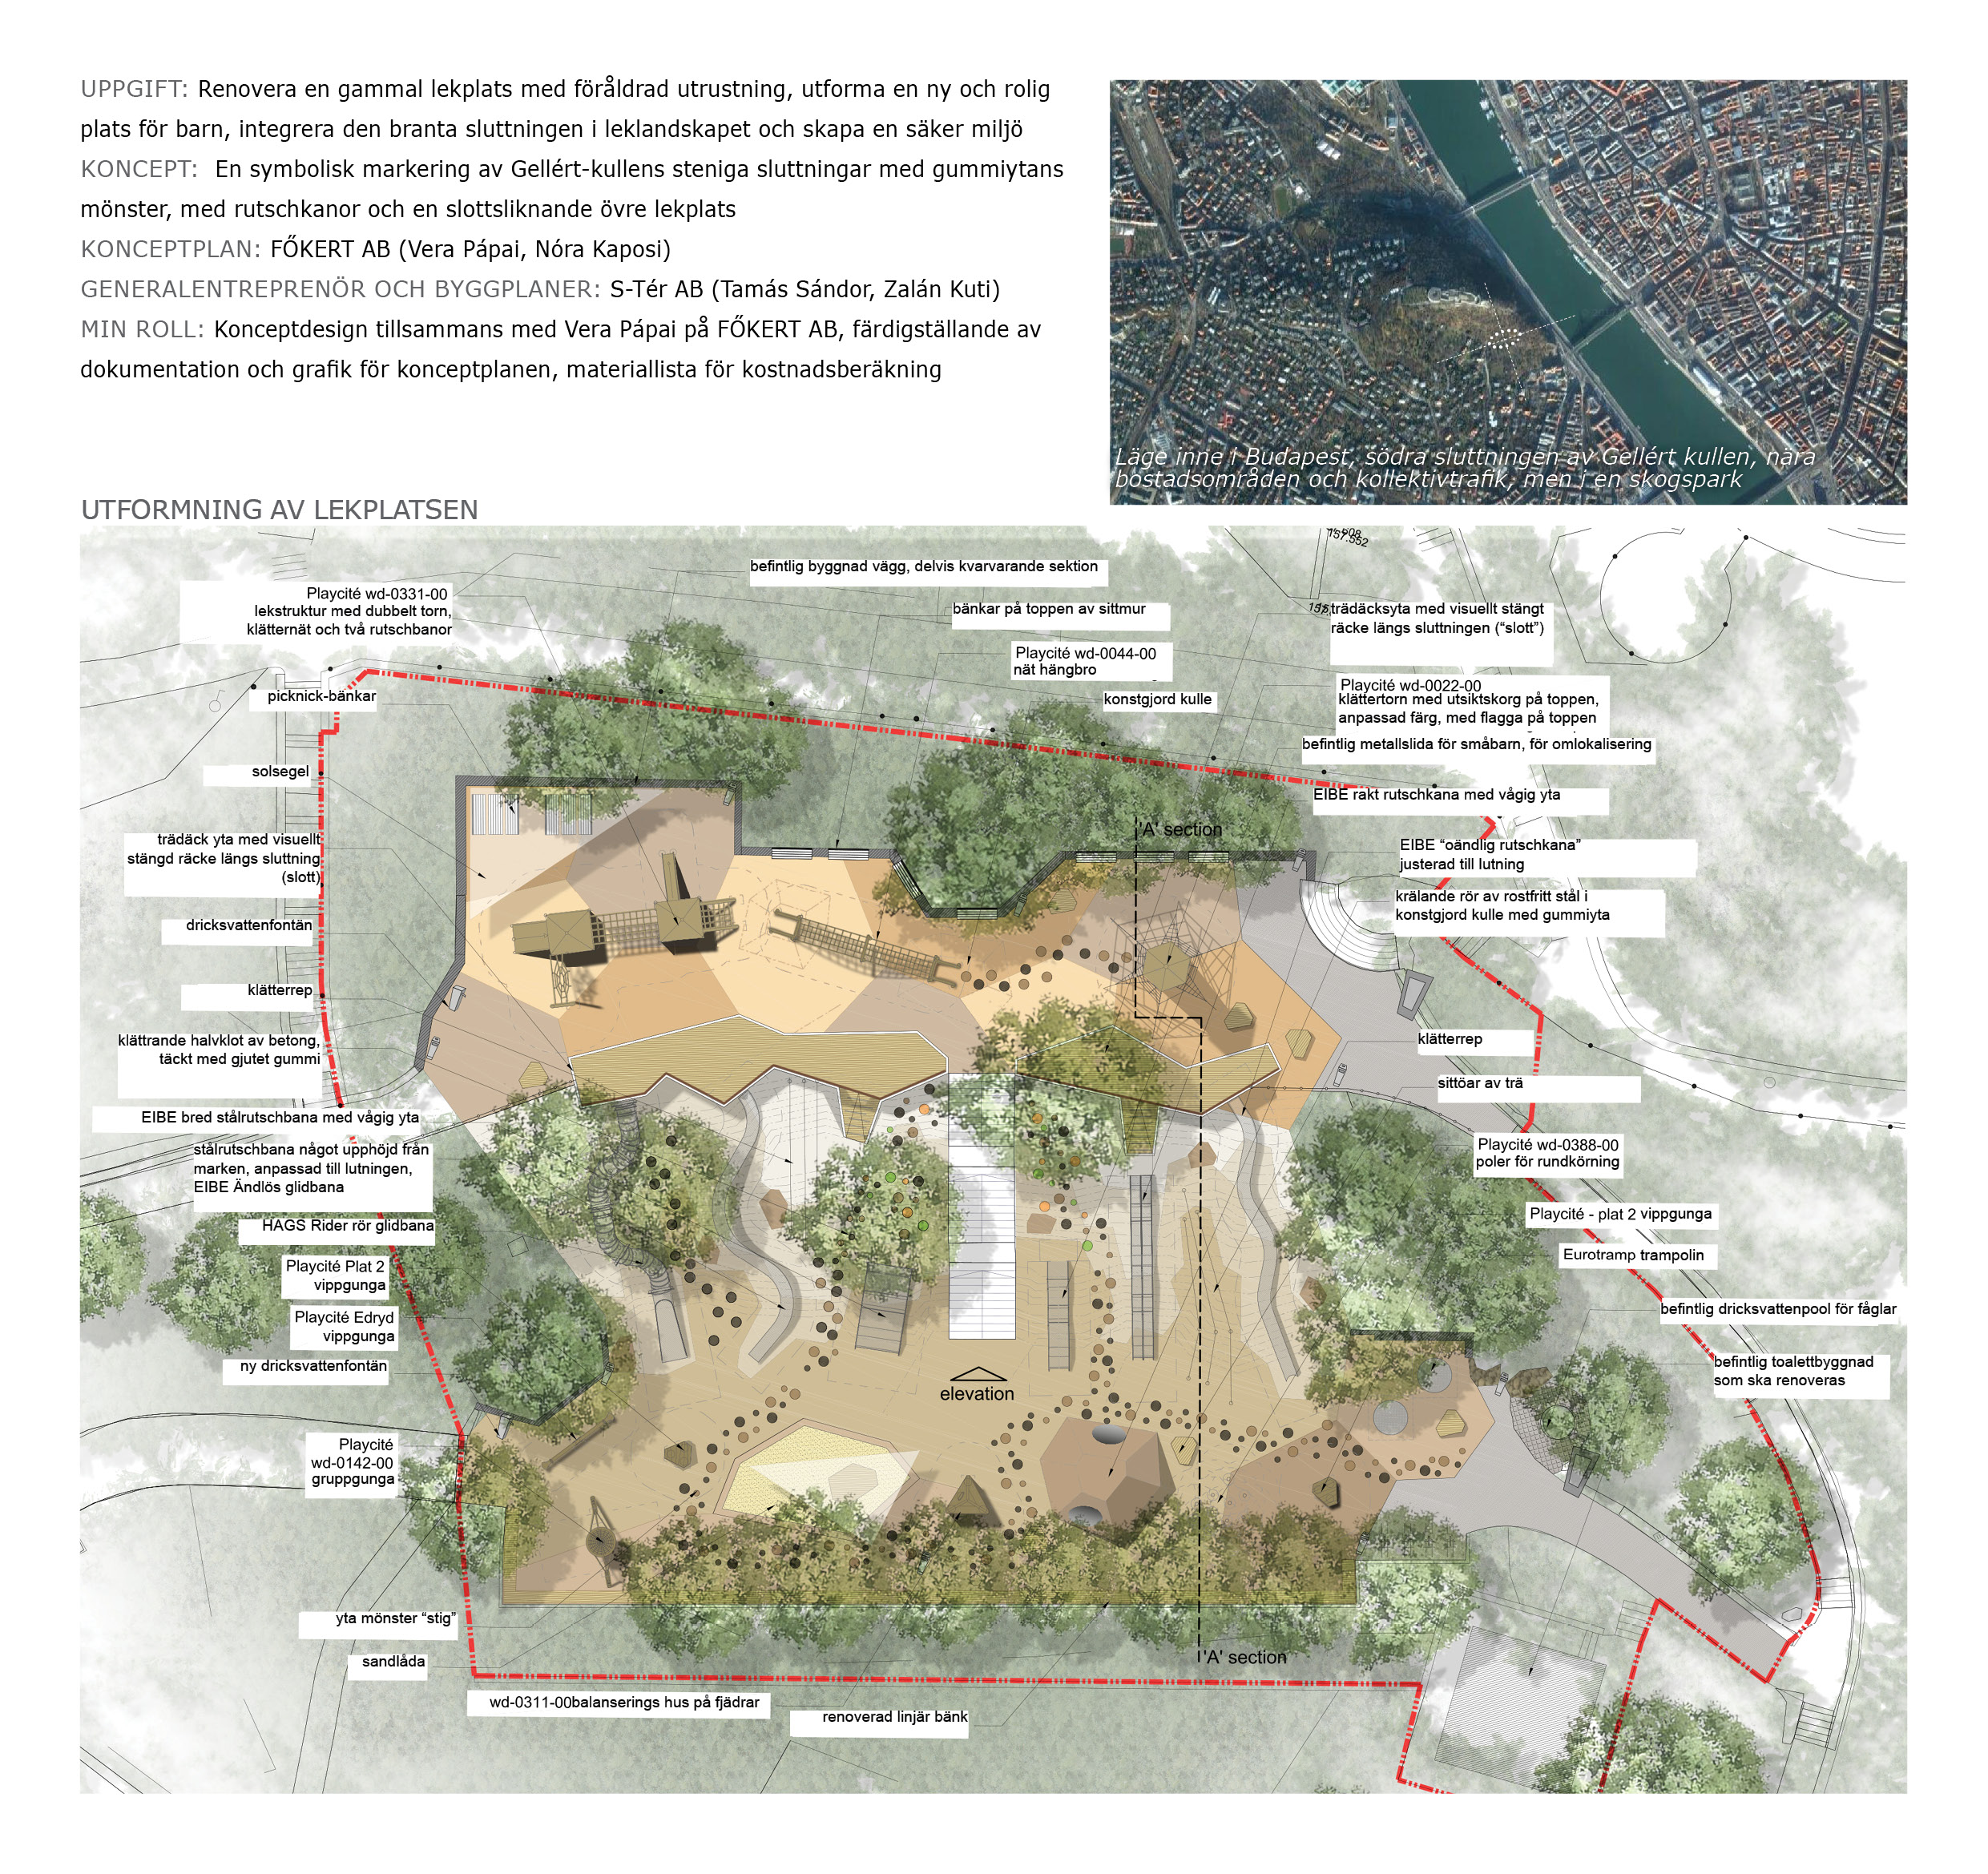 UPPGIFT: Renovera en gammal lekplats med föråldrad utrustning, utforma en ny och rolig
plats för barn, integrera den branta sluttningen i leklandskapet och skapa en säker miljö
KONCEPT: En symbolisk markering av Gellért-kullens steniga sluttningar med gummiytans
mönster, med rutschkanor och en slottsliknande övre lekplats
KONCEPTPLAN: FŐKERT AB (Vera Pápai, Nóra Kaposi)
GENERALENTREPRENÖR OCH BYGGPLANER: S-Tér AB (Tamás Sándor, Zalán Kuti)
MIN ROLL: Konceptdesign tillsammans med Vera Pápai på FŐKERT AB, färdigställande av
dokumentation och grafik för konceptplanen, materiallista för kostnadsberäkning
Läge inne i Budapest, södra sluttningen av Gellért kullen, nära
bostadsområden och kollektivtrafik, men i en skogspark
UTFORMNING AV LEKPLATSEN
157.552
befintlig byggnad vägg, delvis kvarvarande sektion
Playcité wd-0331-00
lekstruktur med dubbelt torn,
klätternät och två rutschbanor
bänkar på toppen av sittmur
trädäcksyta med visuellt stängt
räcke längs sluttningen (“slott”)
Playcité wd-0044-00
nät hängbro
konstgjord kulle
Playcité wd-0022-00
klättertorn med utsiktskorg på toppen,
anpassad färg, med flagga på toppen
befintlig metallslida för småbarn, för omlokalisering
EIBE rakt rutschkana med vågig yta
EIBE “oändlig rutschkana”
justerad till lutning
krälande rör av rostfritt stål i
konstgjord kulle med gummiyta
picknick-bänkar
solsegel
trädäck yta med visuellt
stängd räcke längs sluttning
(slott)
dricksvattenfontän
klätterrep
klättrande halvklot av betong,
täckt med gjutet gummi
EIBE bred stålrutschbana med vågig yta
stålrutschbana något upphöjd från
marken, anpassad till lutningen,
EIBE Ändlös glidbana
HAGS Rider rör glidbana
Playcité Plat 2
vippgunga
Playcité Edryd
vippgunga
ny dricksvattenfontän
Playcité
wd-0142-00
gruppgunga
yta mönster “stig”
sandlåda
wd-0311-00balanserings hus på fjädrar
renoverad linjär bänk
'A' section
klätterrep
sittöar av trä
Playcité wd-0388-00
poler för rundkörning
Playcité - plat 2 vippgunga
Eurotramp trampolin
befintlig dricksvattenpool för fåglar
befintlig toalettbyggnad
som ska renoveras
elevation
'A' section